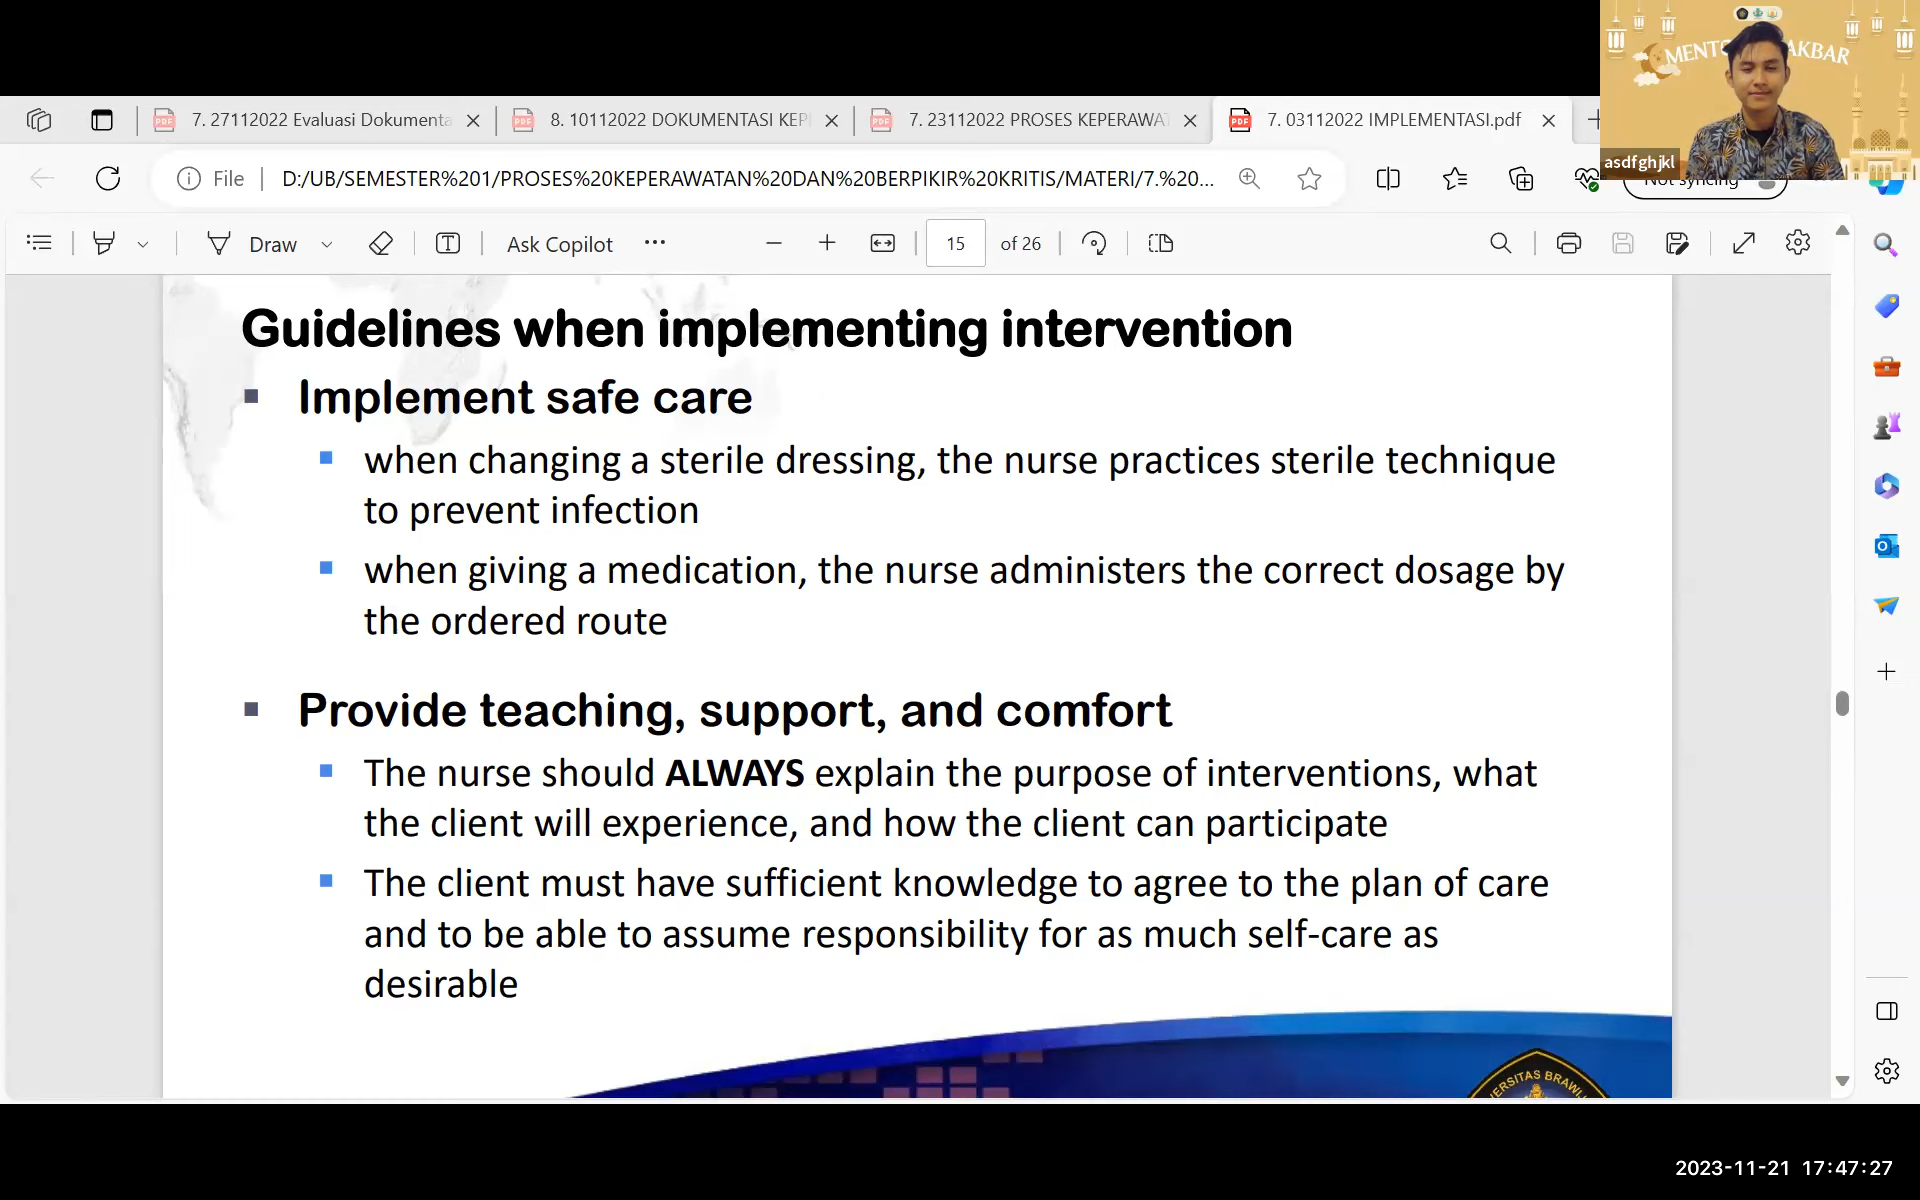 MENTO AKBAR
asdfghjkl
7. 27112022 Evaluasi Dokumenta
8. 10112022 DOKUMENTASI KEP
7. 23112022 PROSES KEPERAWAT
7. 03112022 IMPLEMENTASI.pdf
File
D:/UB/SEMESTER%201/PROSES%20KEPERAWATAN%20DAN%20BERPIKIR%20KRITIS/MATERI/7.%20...
Not syncing
Draw
Ask Copilot
15 of 26
Guidelines when implementing intervention
Implement safe care
when changing a sterile dressing, the nurse practices sterile technique
to prevent infection
when giving a medication, the nurse administers the correct dosage by
the ordered route
Provide teaching, support, and comfort
The nurse should ALWAYS explain the purpose of interventions, what
the client will experience, and how the client can participate
The client must have sufficient knowledge to agree to the plan of care
and to be able to assume responsibility for as much self-care as
desirable
ERSITAS BRAWI
2023-11-21 17:47:27